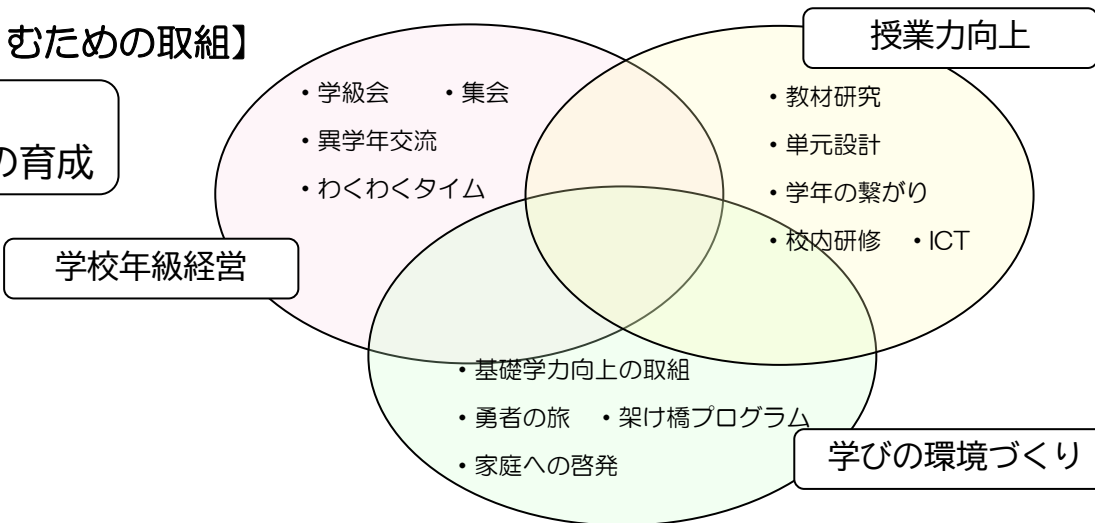 むための取組】
の育成
学校年級経営
・学級会　・集会
・異学年交流
・わくわくタイム
授業力向上
・教材研究
・単元設計
・学年の繋がり
・校内研修　・ICT
・基礎学力向上の取組
・勇者の旅　・架け橋プログラム
・家庭への啓発
学びの環境づくり